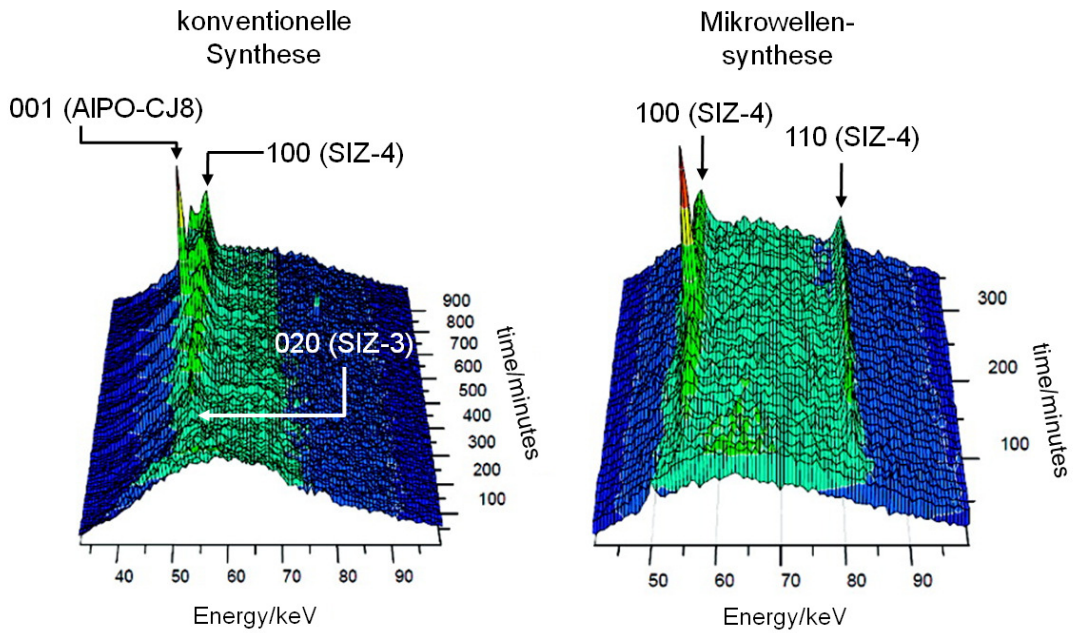 konventionelle
Synthese
001 (AlPO-CJ8)
100 (SIZ-4)
020 (SIZ-3)
900
800
700
600
500
400
300
200
100
time/minutes
40 50 60 70 80 90
Energy/keV
Mikrowellen-
synthese
100 (SIZ-4)
110 (SIZ-4)
300
200
100
time/minutes
50 60 70 80 90
Energy/keV